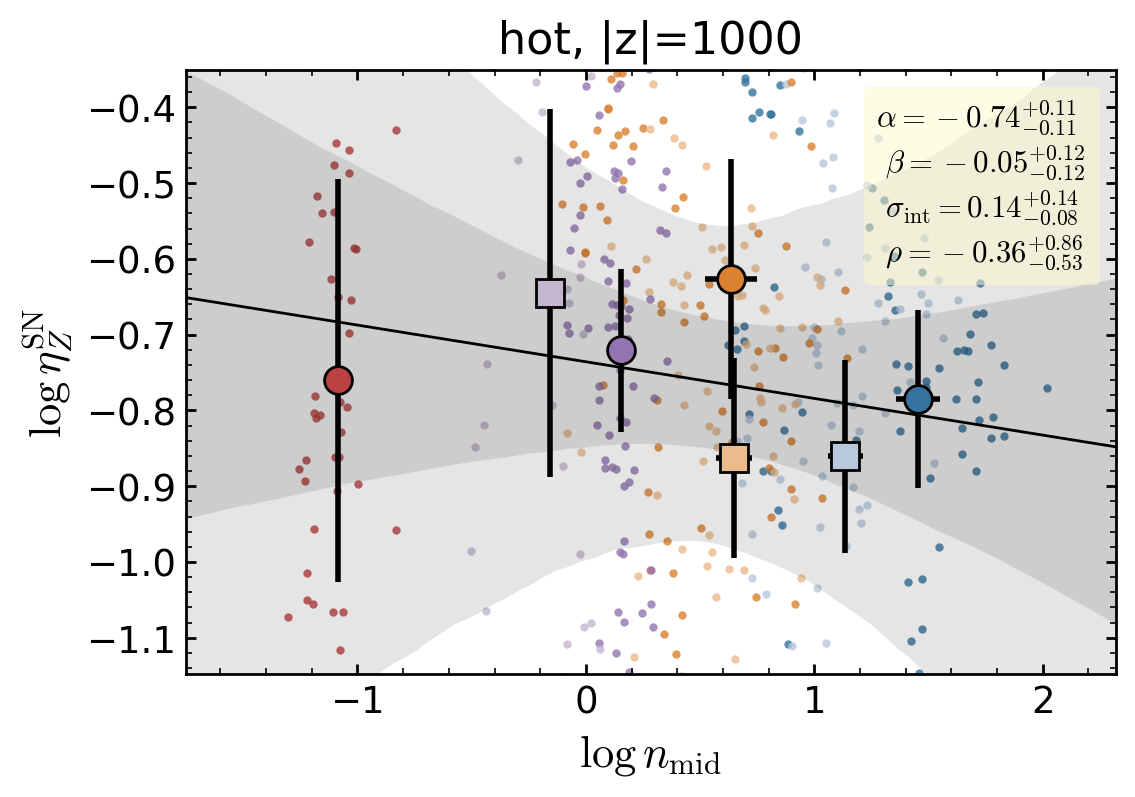 hot, |z|=1000
α = −0.74^{+0.11}_{−0.11}
β = −0.05^{+0.12}_{−0.12}
σ_int = 0.14^{+0.14}_{−0.08}
ρ = −0.36^{+0.86}_{−0.53}
log η_Z^{SN}
−0.4
−0.5
−0.6
−0.7
−0.8
−0.9
−1.0
−1.1
−1 0 1 2
log n_mid